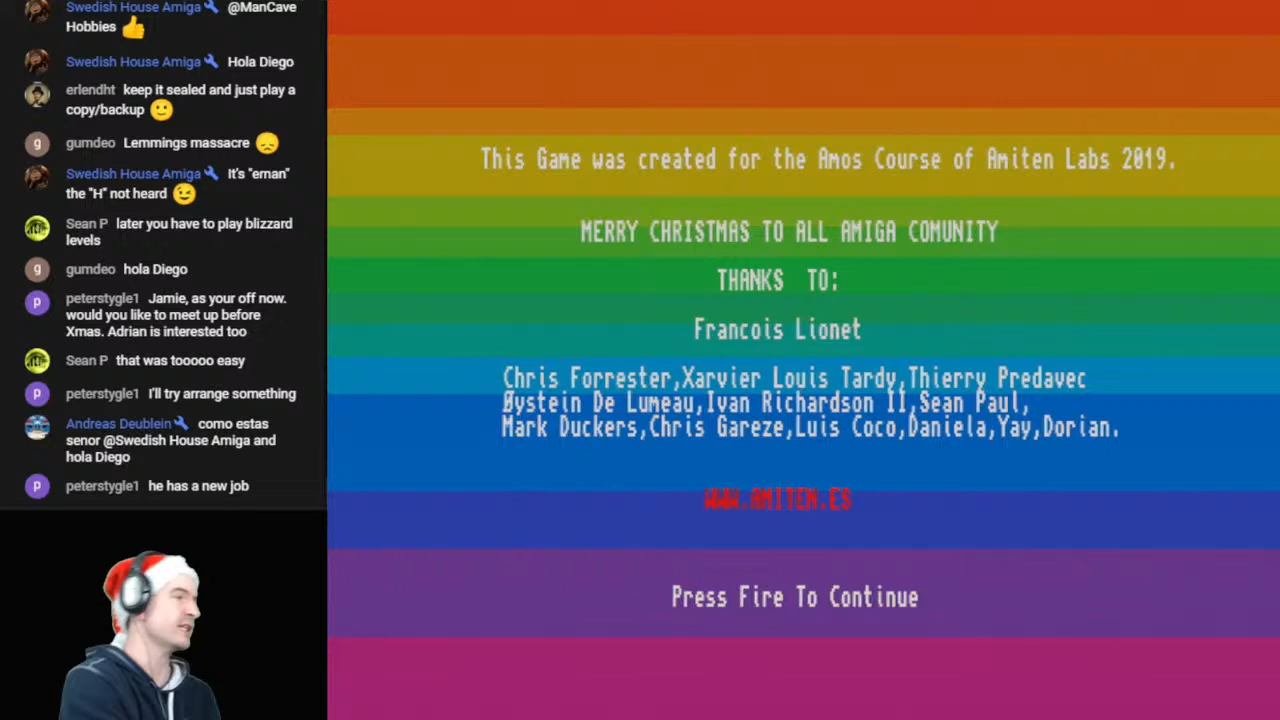 Swedish House Amiga @ManCave
Hobbies
Swedish House Amiga Hola Diego
erlendht keep it sealed and just play a
copy/backup
g gumdeo Lemmings massacre
Swedish House Amiga It's "eman"
the "H" not heard
Sean P later you have to play blizzard
levels
g gumdeo hola Diego
p peterstygle1 Jamie, as your off now.
would you like to meet up before
Xmas. Adrian is interested too
Sean P that was tooooo easy
p peterstygle1 I'll try arrange something
Andreas Deublein como estas
senor @Swedish House Amiga and
hola Diego
p peterstygle1 he has a new job
This Game was created for the Amos Course of Amiten Labs 2019.
MERRY CHRISTMAS TO ALL AMIGA COMUNITY
THANKS TO:
Francois Lionet
Chris Forrester,Xarvier Louis Tardy,Thierry Predavec
Øystein De Lumeau,Ivan Richardson II,Sean Paul,
Mark Duckers,Chris Gareze,Luis Coco,Daniela,Yay,Dorian.
WWW.AMITEN.ES
Press Fire To Continue